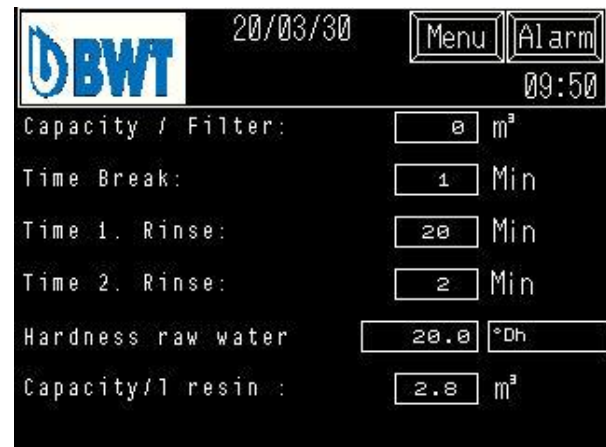 BWT
20/03/30
Menu
Alarm
09:50
Capacity / Filter: 0 m³
Time Break: 1 Min
Time 1. Rinse: 20 Min
Time 2. Rinse: 2 Min
Hardness raw water 20.0 °Dh
Capacity/l resin : 2.8 m³